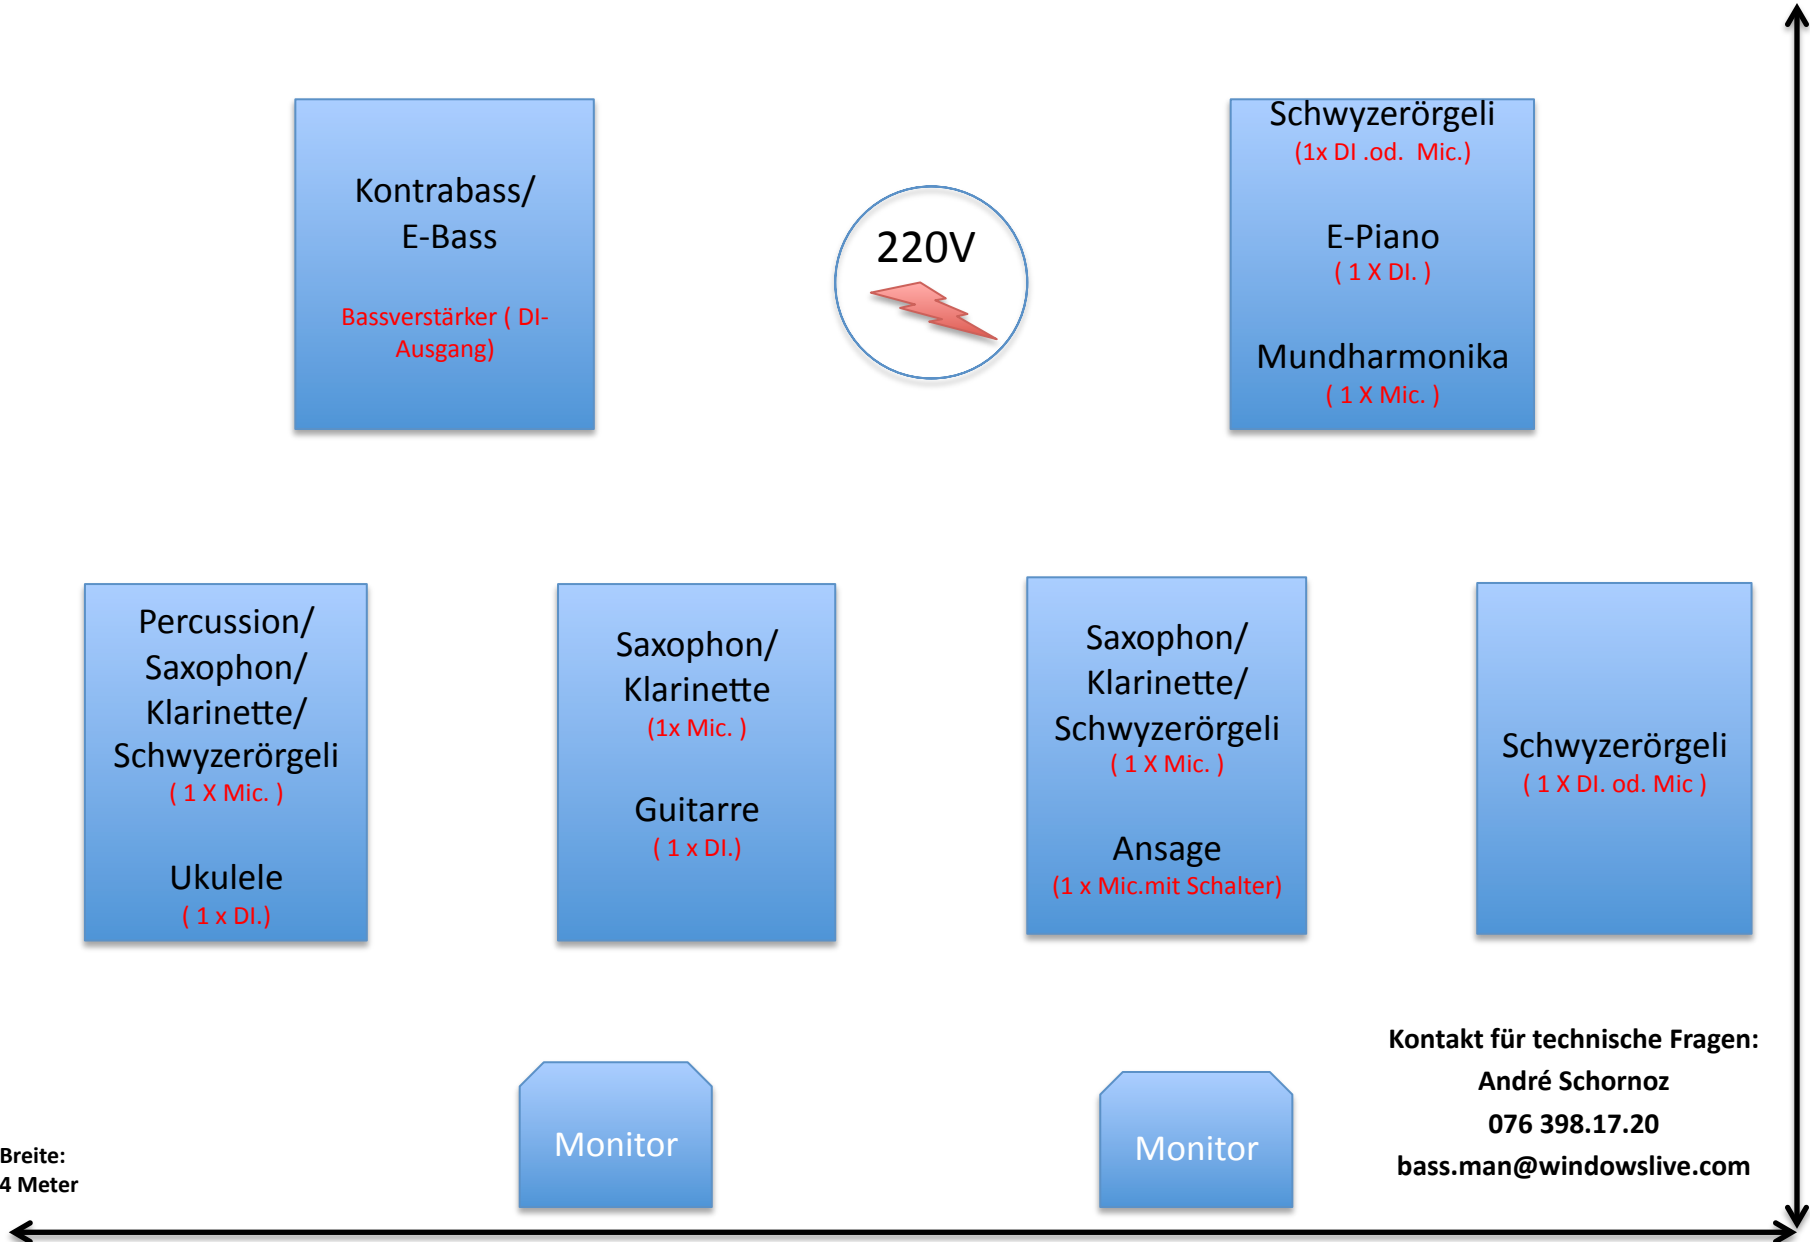 Kontrabass/
E-Bass
Bassverstärker ( DI-
Ausgang)
220V
Schwyzerörgeli
(1x DI .od. Mic.)
E-Piano
( 1 X DI. )
Mundharmonika
( 1 X Mic. )
Percussion/
Saxophon/
Klarinette/
Schwyzerörgeli
( 1 X Mic. )
Ukulele
( 1 x DI.)
Saxophon/
Klarinette
(1x Mic. )
Guitarre
( 1 x DI.)
Saxophon/
Klarinette/
Schwyzerörgeli
( 1 X Mic. )
Ansage
(1 x Mic.mit Schalter)
Schwyzerörgeli
( 1 X DI. od. Mic )
Monitor
Monitor
Kontakt für technische Fragen:
André Schornoz
076 398.17.20
bass.man@windowslive.com
Breite:
4 Meter